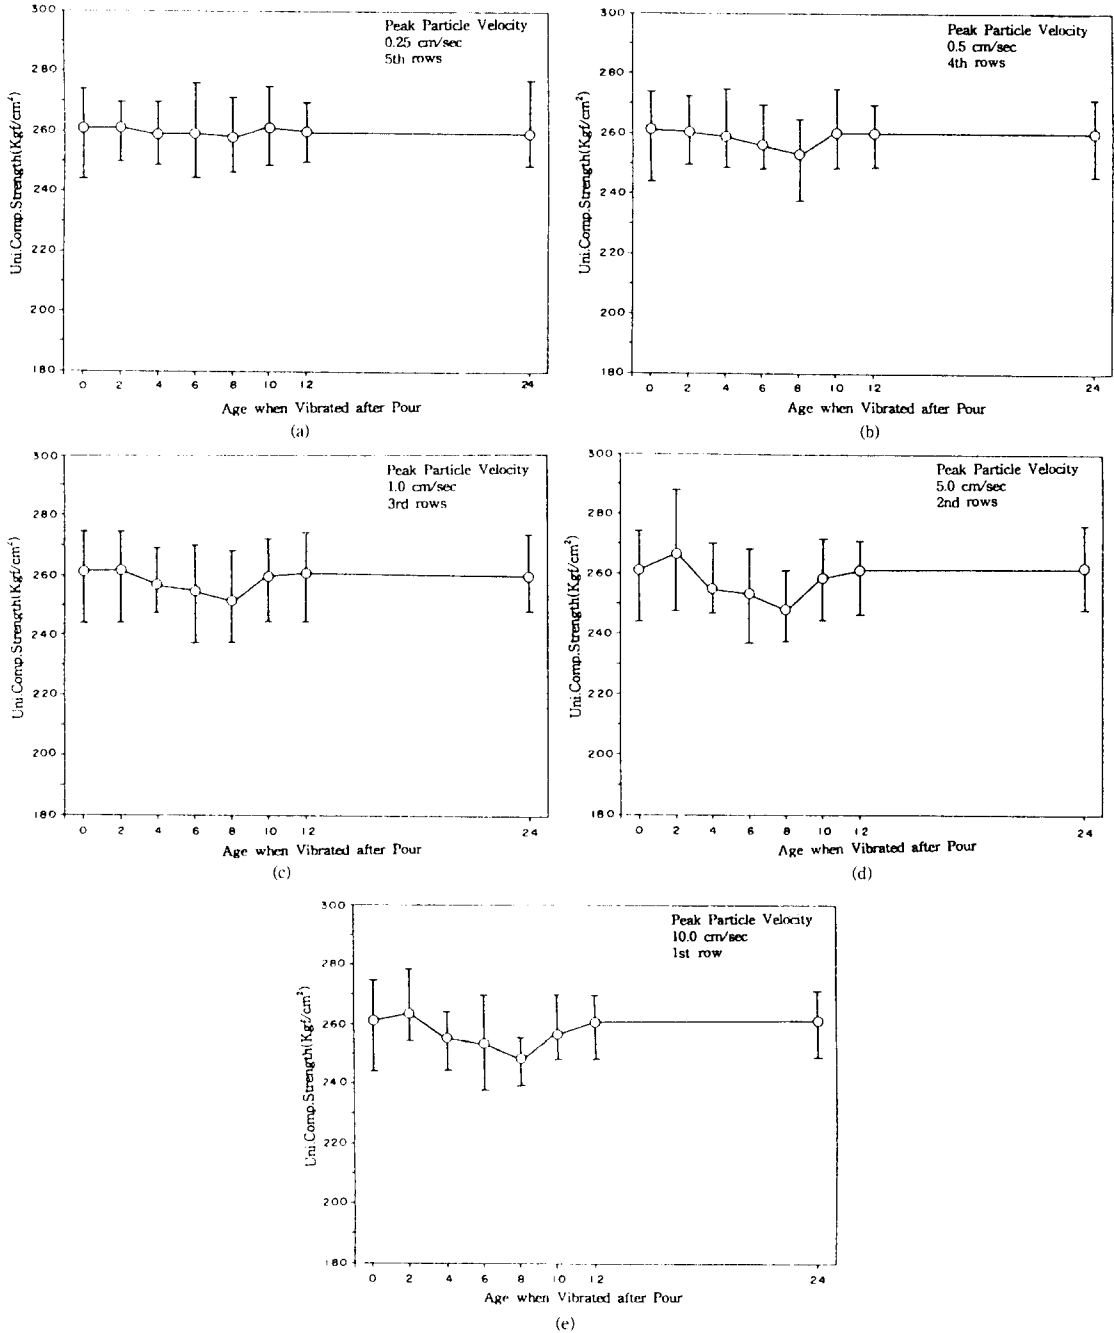 Peak Particle Velocity
0.25 cm/sec
5th rows
Uni.Comp.Strength(Kgf/cm²)
300
280
260
240
220
200
180
0 2 4 6 8 10 12 24
Age when Vibrated after Pour
(a)
Peak Particle Velocity
0.5 cm/sec
4th rows
Uni.Comp.Strength(Kgf/cm²)
300
280
260
240
220
200
180
0 2 4 6 8 10 12 24
Age when Vibrated after Pour
(b)
Peak Particle Velocity
1.0 cm/sec
3rd rows
Uni.Comp.Strength(Kgf/cm²)
300
280
260
240
220
200
180
0 2 4 6 8 10 12 24
Age when Vibrated after Pour
(c)
Peak Particle Velocity
5.0 cm/sec
2nd rows
Uni.Comp.Strength(Kgf/cm²)
300
280
260
240
220
200
180
0 2 4 6 8 10 12 24
Age when Vibrated after Pour
(d)
Peak Particle Velocity
10.0 cm/sec
1st row
Uni.Comp.Strength(Kgf/cm²)
300
280
260
240
220
200
180
0 2 4 6 8 10 12 24
Age when Vibrated after Pour
(e)